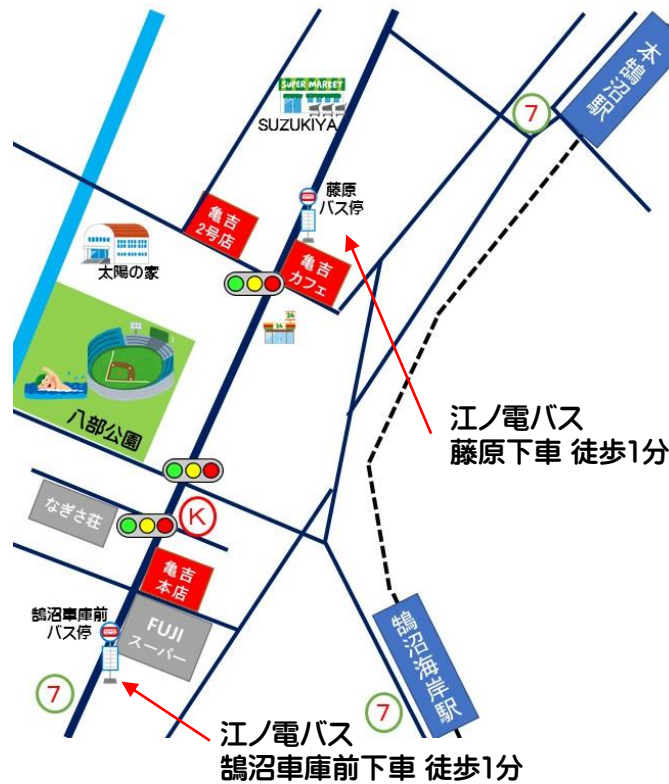 本鵠沼駅
7
SUPER MARKET
SUZUKIYA
藤原
バス停
亀吉
2号店
亀吉
カフェ
太陽の家
24
八部公園
江ノ電バス
藤原下車 徒歩1分
なぎさ荘
K
亀吉
本店
FUJI
スーパー
鵠沼車庫前
バス停
7
7
鵠沼海岸駅
江ノ電バス
鵠沼車庫前下車 徒歩1分